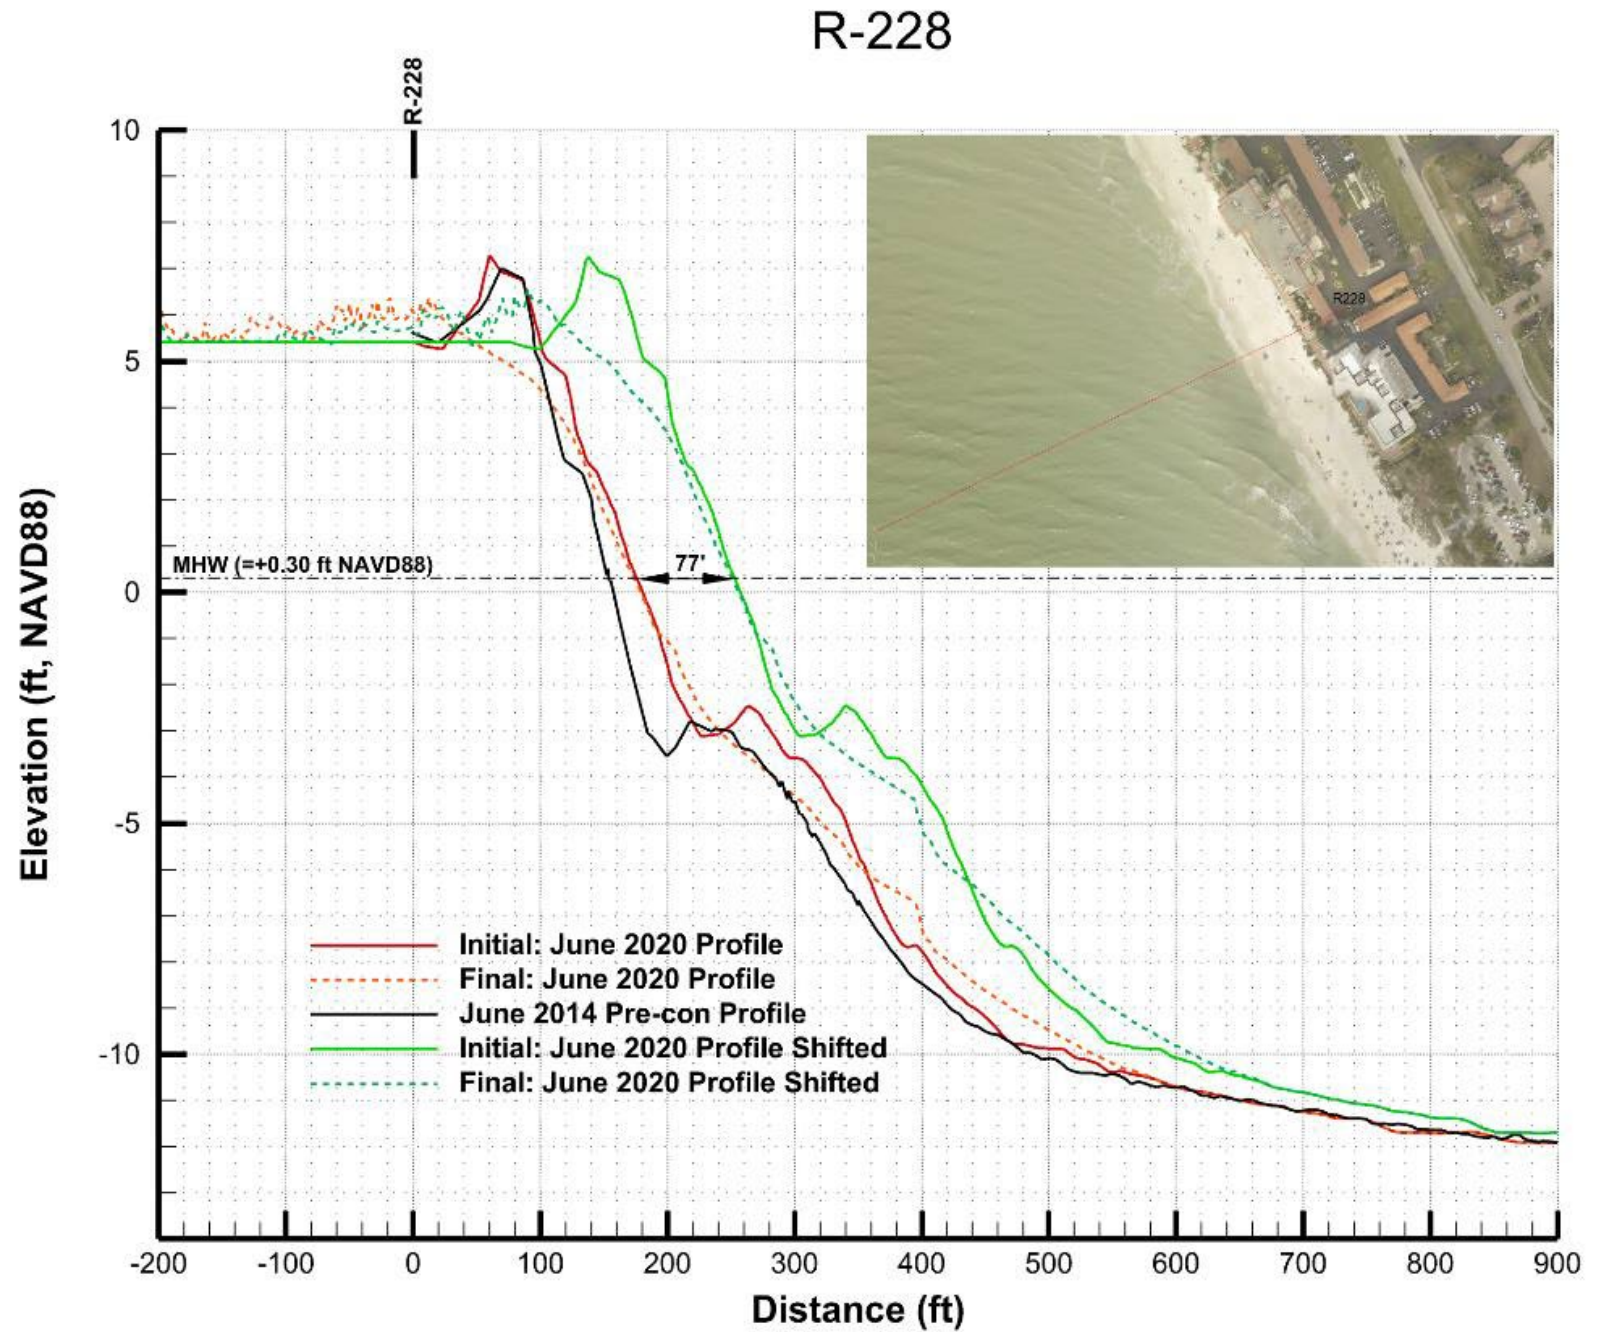 R-228
R-228
10
5
0
-5
-10
Elevation (ft, NAVD88)
MHW (=+0.30 ft NAVD88)
77'
R228
Initial: June 2020 Profile
Final: June 2020 Profile
June 2014 Pre-con Profile
Initial: June 2020 Profile Shifted
Final: June 2020 Profile Shifted
-200 -100 0 100 200 300 400 500 600 700 800 900
Distance (ft)